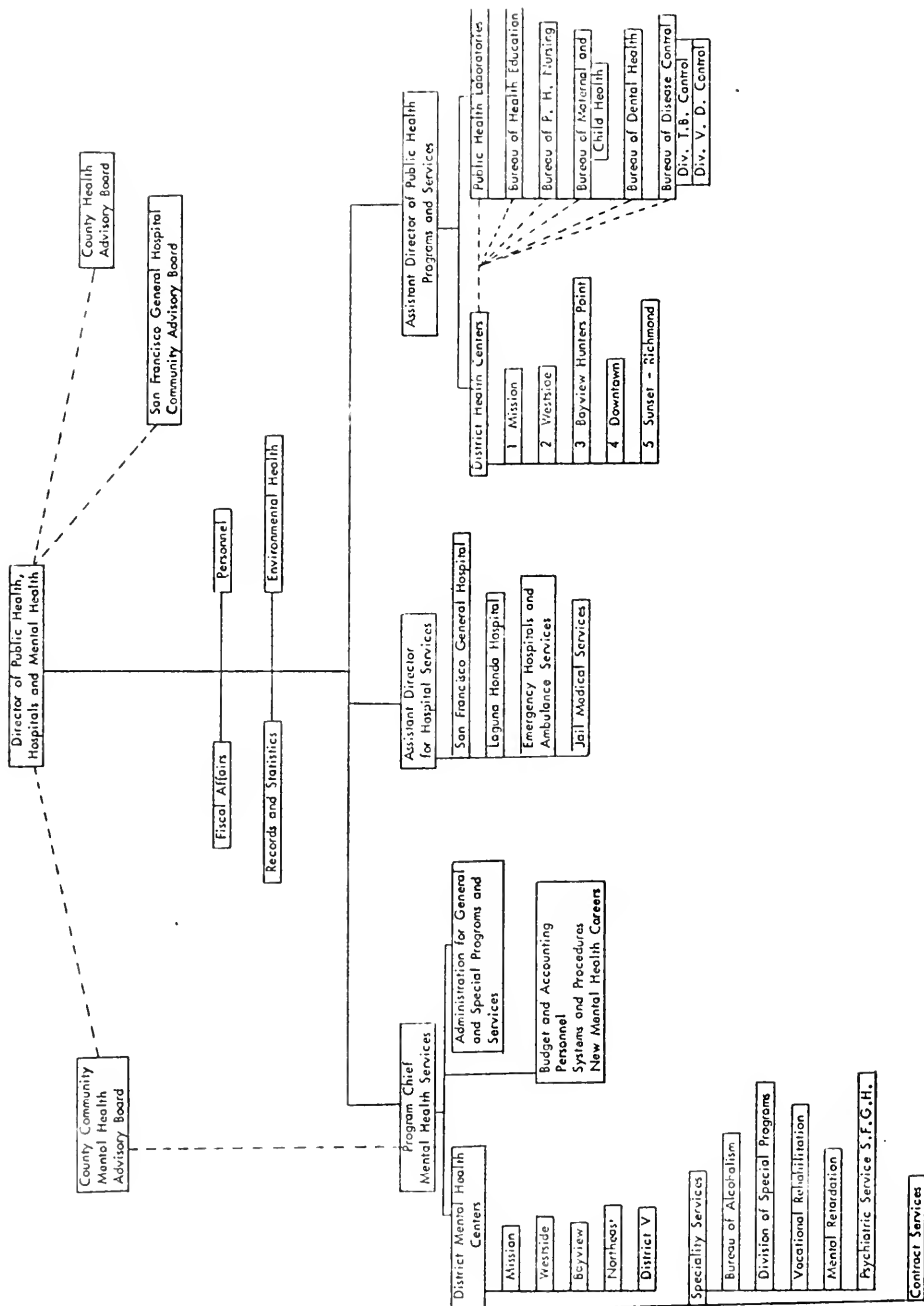 Director of Public Health,
Hospitals and Mental Health
County Community
Mental Health
Advisory Board
County Health
Advisory Board
San Francisco General Hospital
Community Advisory Board
Fiscal Affairs
Personnel
Records and Statistics
Environmental Health
Program Chief
Mental Health Services
District Mental Health
Centers
Mission
Westside
Bayview
Northeast
District V
Speciality Services
Bureau of Alcoholism
Division of Special Programs
Vocational Rehabilitation
Mental Retardation
Psychiatric Service S.F.G.H.
Contract Services
Administration for General
and Special Programs and
Services
Budget and Accounting
Personnel
Systems and Procedures
New Mental Health Careers
Assistant Director
for Hospital Services
San Francisco General Hospital
Laguna Honda Hospital
Emergency Hospitals and
Ambulance Services
Jail Medical Services
Assistant Director of Public Health
Programs and Services
District Health Centers
1 Mission
2 Westside
3 Bayview Hunters Point
4 Downtown
5 Sunset - Richmond
Public Health Laboratories
Bureau of Health Education
Bureau of P. H. Nursing
Bureau of Maternal and
Child Health
Bureau of Dental Health
Bureau of Disease Control
Div. T.B. Control
Div. V. D. Control